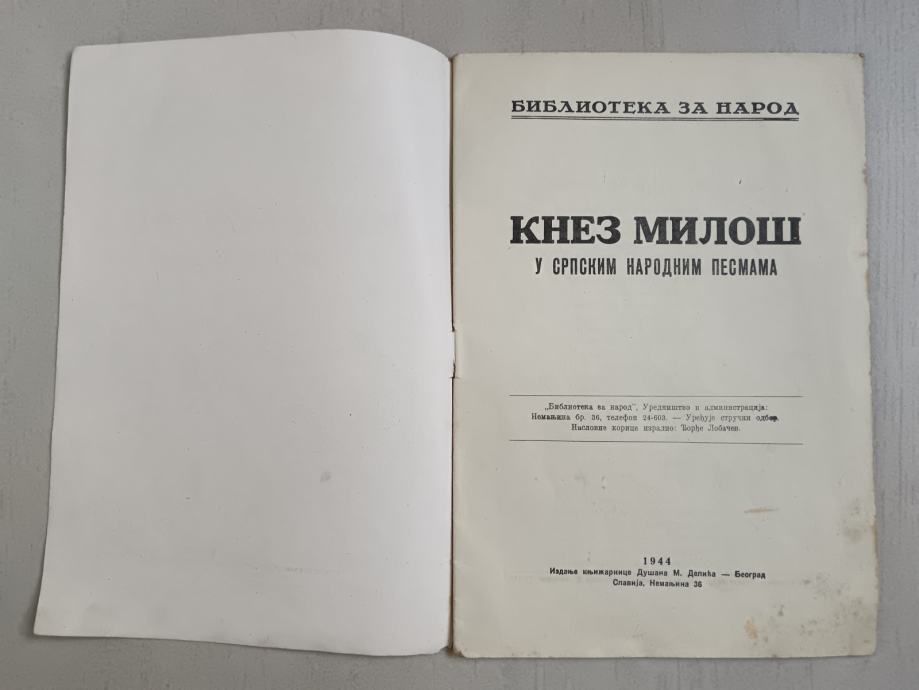 БИБЛИОТЕКА ЗА НАРОД
КНЕЗ МИЛОШ
У СРПСКИМ НАРОДНИМ ПЕСМАМА
„Библиотека за народ", Уредништво и администрација:
Немањина бр. 36, телефон 24-603. — Уређује стручни одбор.
Насловне корице изралио: Ђорђе Лобачев.
1944
Издање књижарнице Душана М. Делића — Београд
Славија, Немањина 36